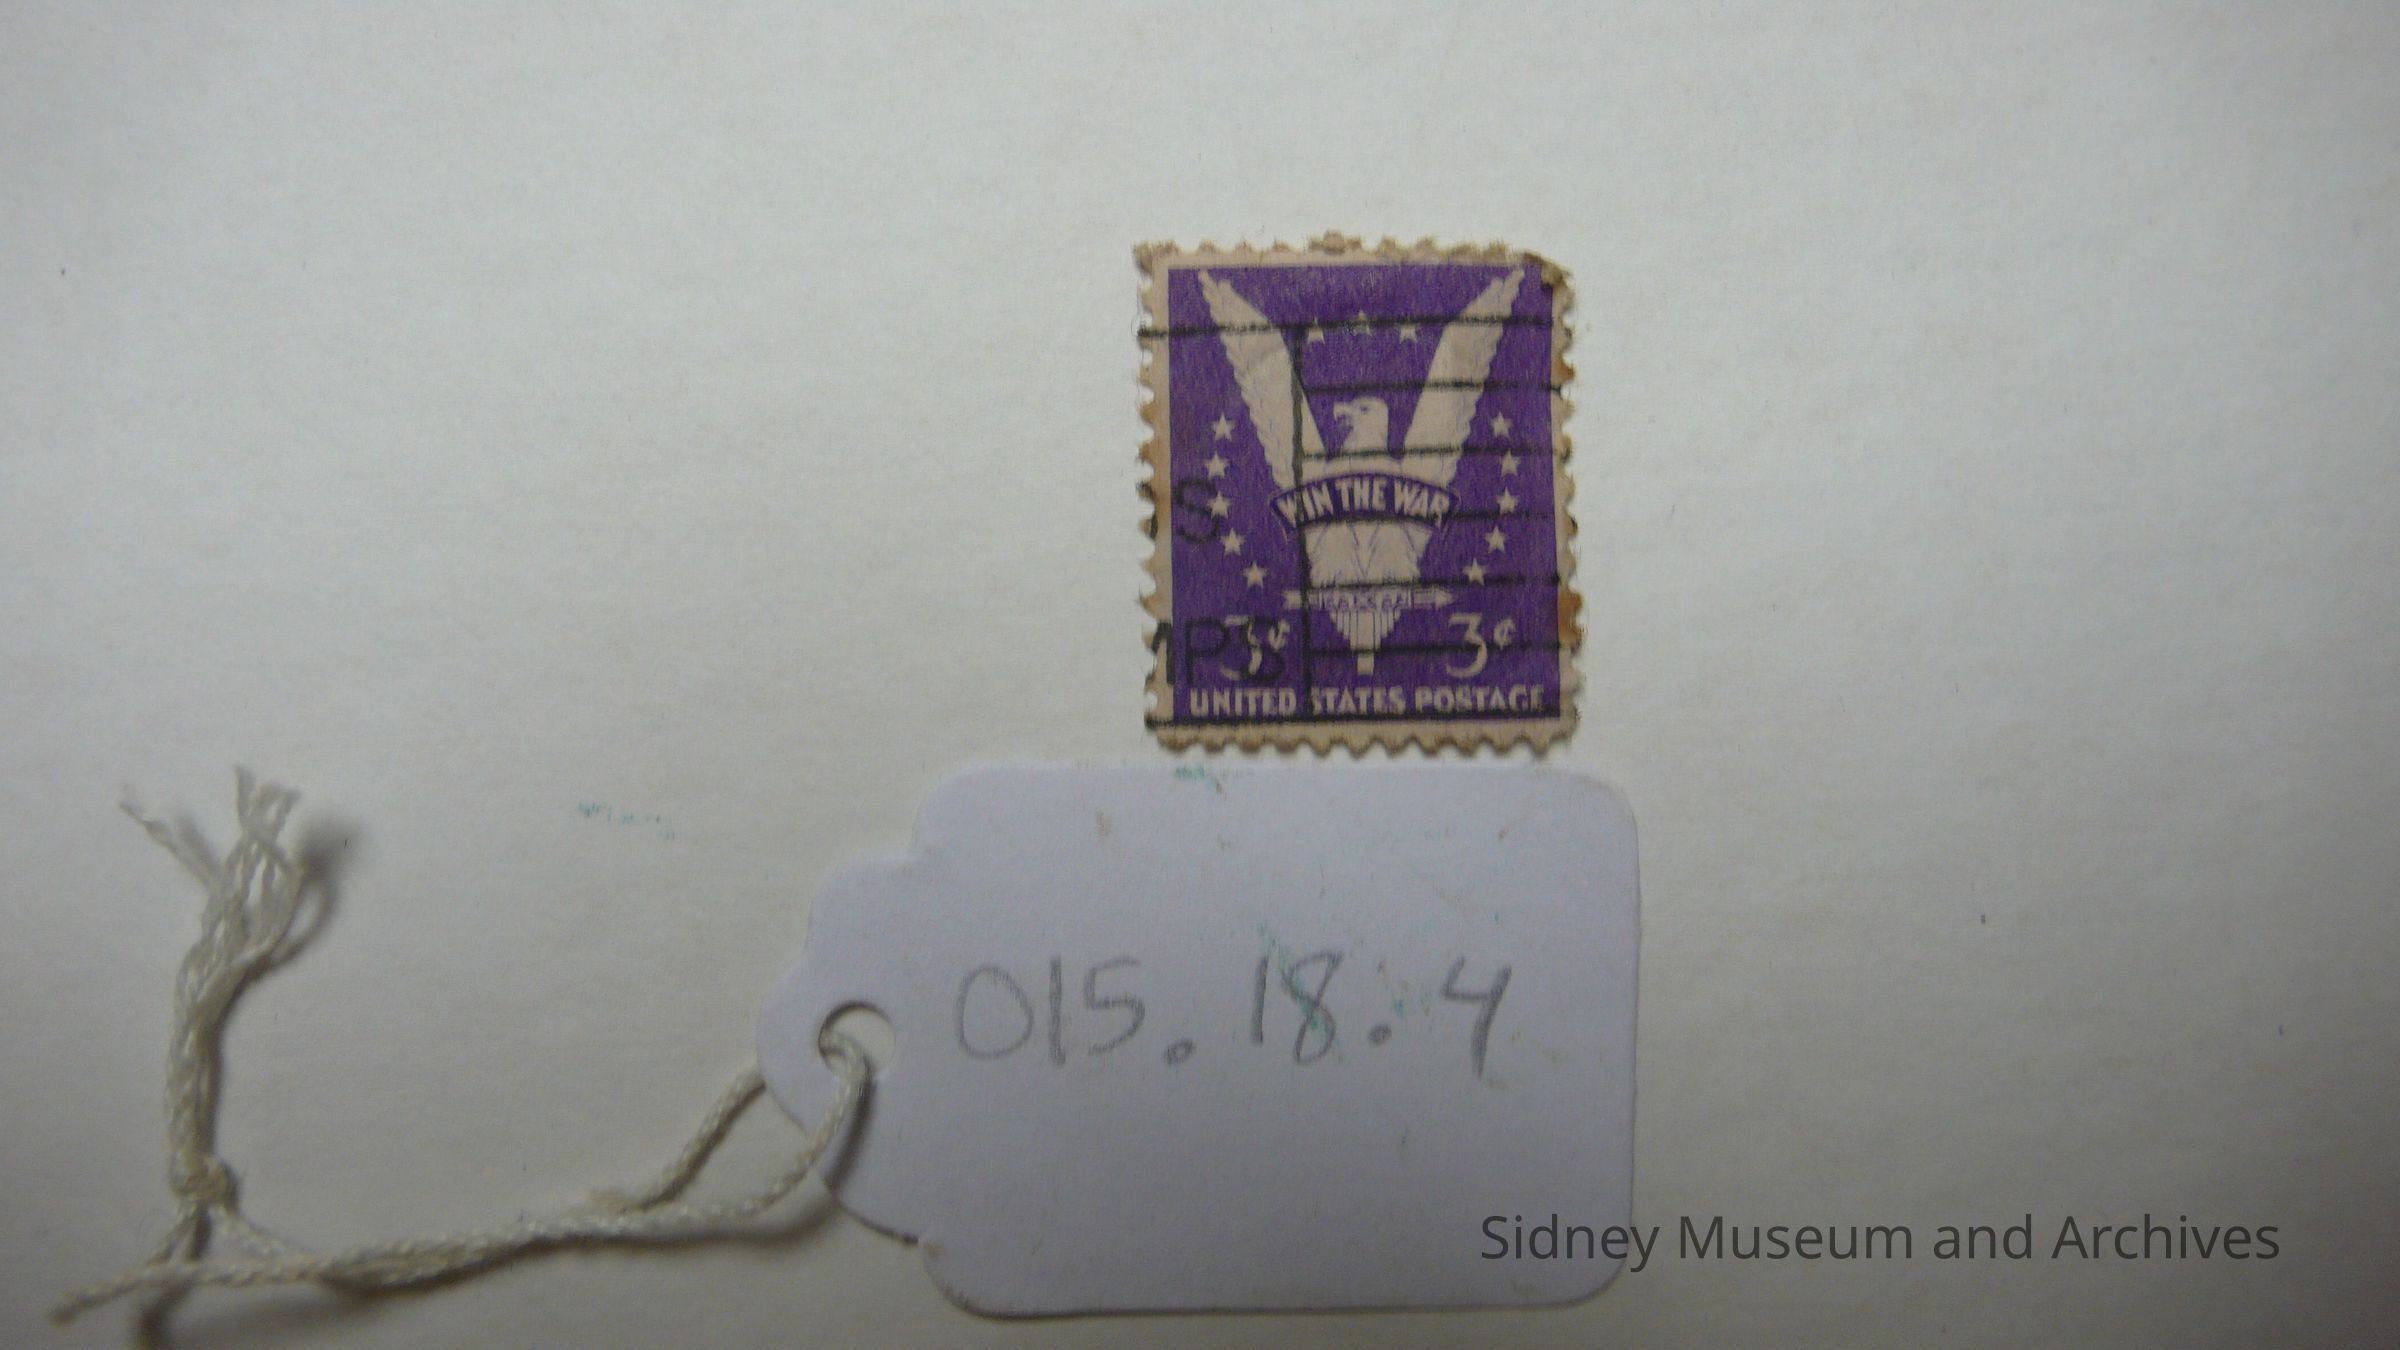 WIN THE WAR
3¢ 3¢
UNITED STATES POSTAGE
015.18.4
Sidney Museum and Archives